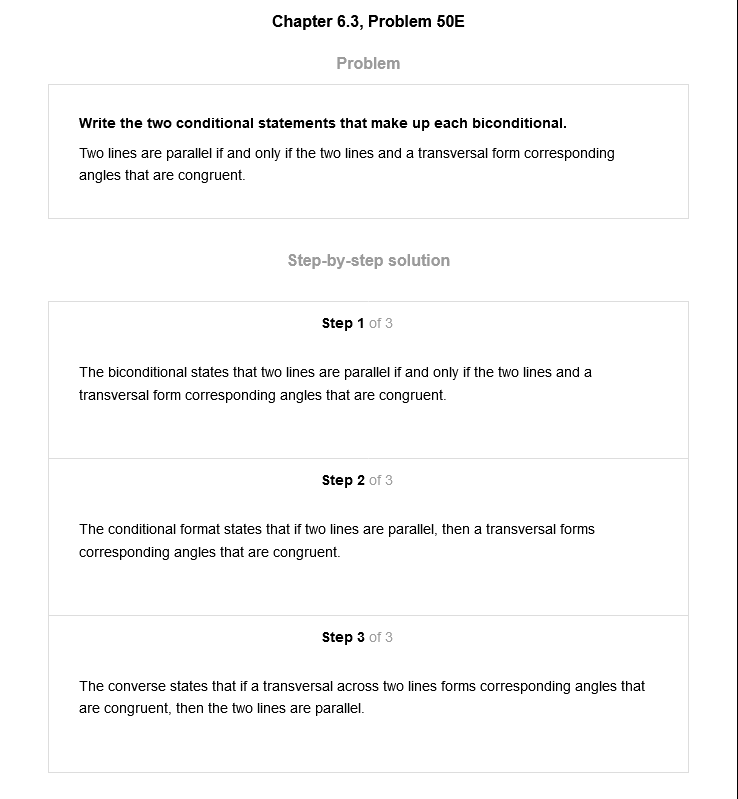 Chapter 6.3, Problem 50E
Problem
Write the two conditional statements that make up each biconditional.
Two lines are parallel if and only if the two lines and a transversal form corresponding
angles that are congruent.
Step-by-step solution
Step 1 of 3
The biconditional states that two lines are parallel if and only if the two lines and a
transversal form corresponding angles that are congruent.
Step 2 of 3
The conditional format states that if two lines are parallel, then a transversal forms
corresponding angles that are congruent.
Step 3 of 3
The converse states that if a transversal across two lines forms corresponding angles that
are congruent, then the two lines are parallel.